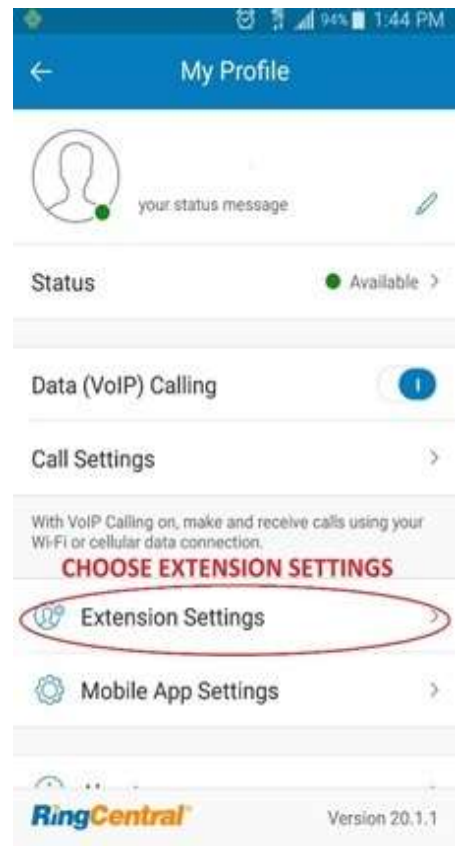 94% 1:44 PM
My Profile
your status message
Status
Available
Data (VoIP) Calling
Call Settings
With VoIP Calling on, make and receive calls using your
Wi-Fi or cellular data connection.
CHOOSE EXTENSION SETTINGS
Extension Settings
Mobile App Settings
RingCentral
Version 20.1.1